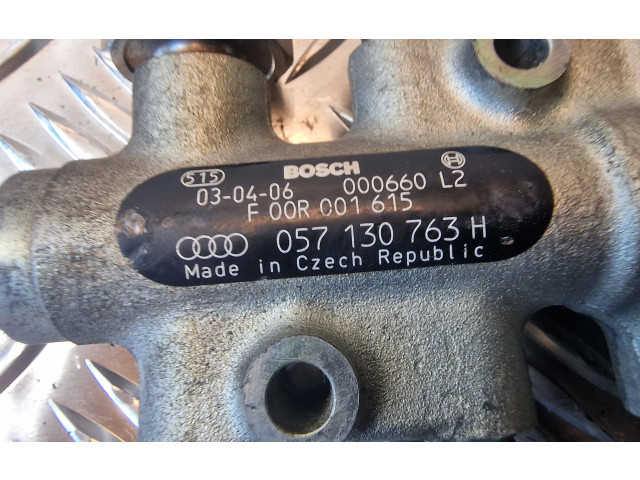 515 BOSCH
03-04-06 000660 L2
F 00R 001 615
057 130 763 H
Made in Czech Republic